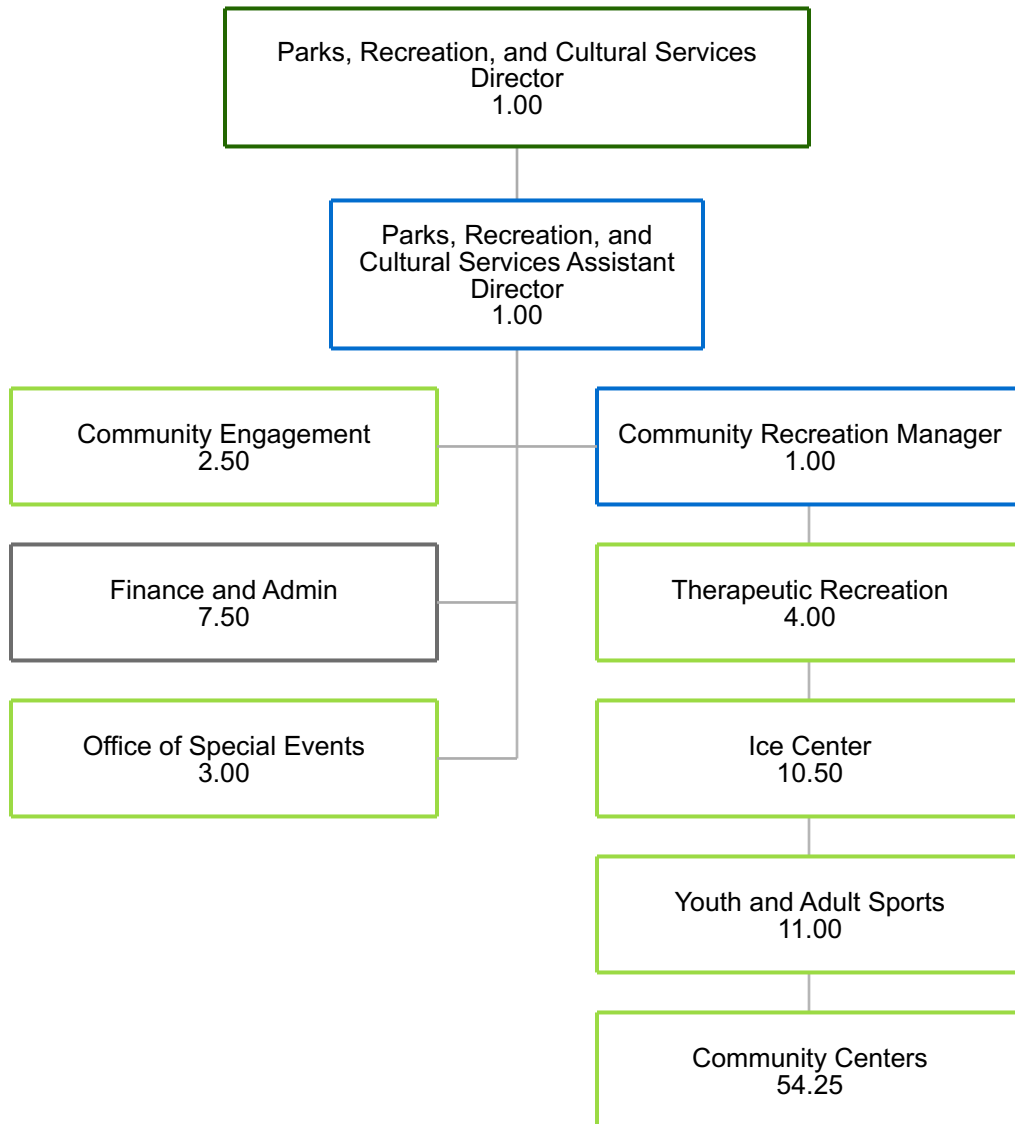 Parks, Recreation, and Cultural Services
Director
1.00
Parks, Recreation, and
Cultural Services Assistant
Director
1.00
Community Engagement
2.50
Community Recreation Manager
1.00
Finance and Admin
7.50
Therapeutic Recreation
4.00
Office of Special Events
3.00
Ice Center
10.50
Youth and Adult Sports
11.00
Community Centers
54.25